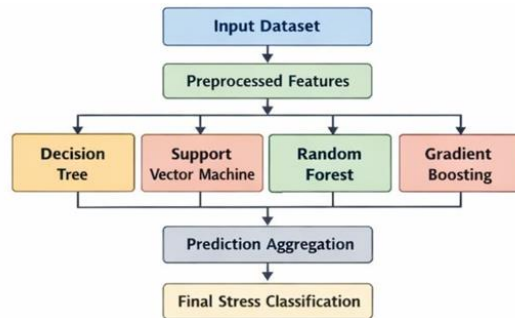 Input Dataset
Preprocessed Features
Decision
Tree
Support
Vector Machine
Random
Forest
Gradient
Boosting
Prediction Aggregation
Final Stress Classification